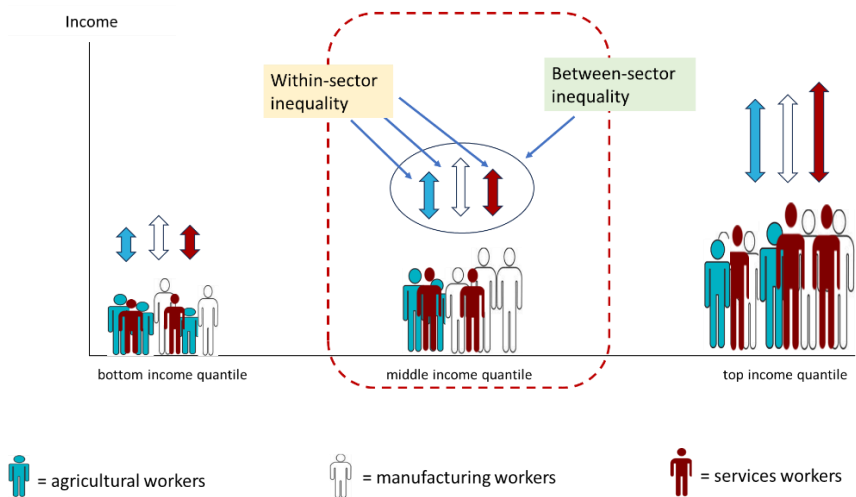 Income
Within-sector
inequality
Between-sector
inequality
bottom income quantile
middle income quantile
top income quantile
= agricultural workers
= manufacturing workers
= services workers